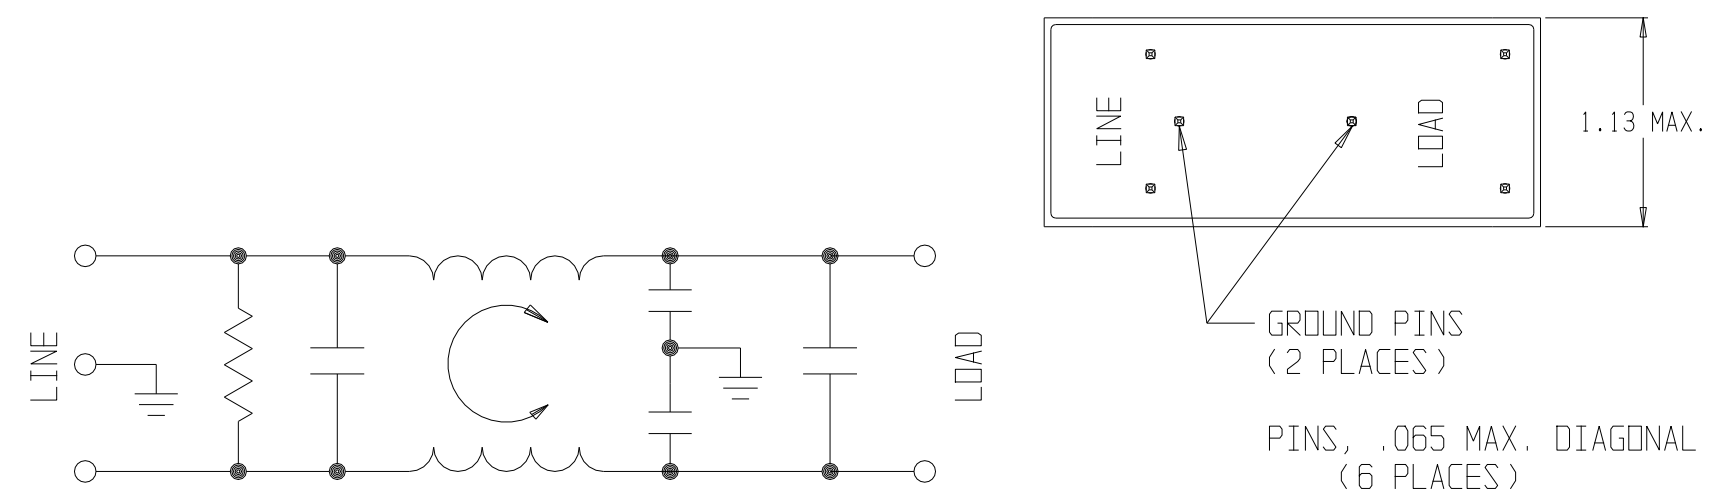 LINE
LOAD
LINE
LOAD
1.13 MAX.
GROUND PINS
(2 PLACES)
PINS, .065 MAX. DIAGONAL
(6 PLACES)